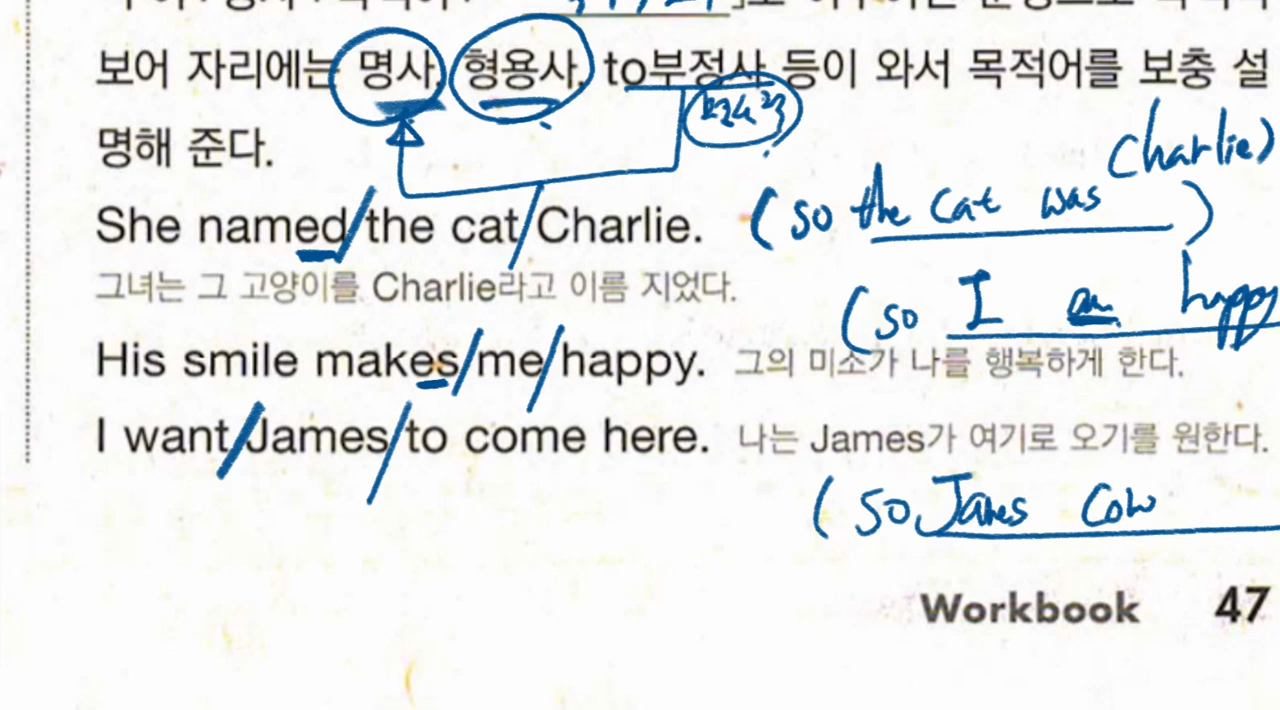 보어 자리에는 명사, 형용사, to부정사 등이 와서 목적어를 보충 설
명해 준다.
Charlie)
She named/the cat/Charlie. (so the cat was )
그녀는 그 고양이를 Charlie라고 이름 지었다.
(so I am happy
His smile makes/me/happy. 그의 미소가 나를 행복하게 한다.
I want/James/to come here. 나는 James가 여기로 오기를 원한다.
(so James
Workbook 47